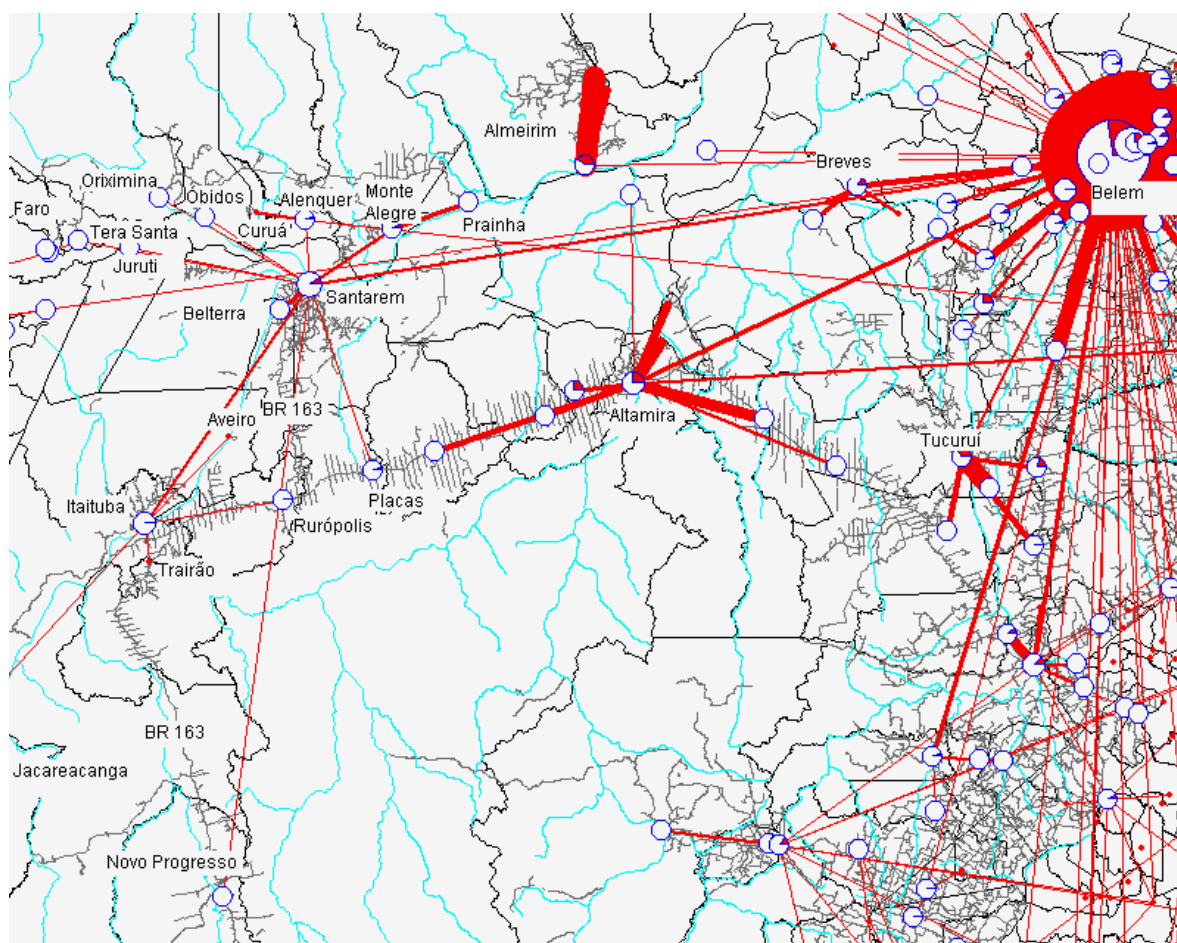 Almeirim
Breves
Oriximina
Obidos
Alenquer
Monte
Alegre
Belem
Faro
Curuá
Prainha
Tera Santa
Juruti
Santarem
Belterra
BR 163
Aveiro
Altamira
Tucuruí
Itaituba
Placas
Rurópolis
Trairão
BR 163
Jacareacanga
Novo Progresso